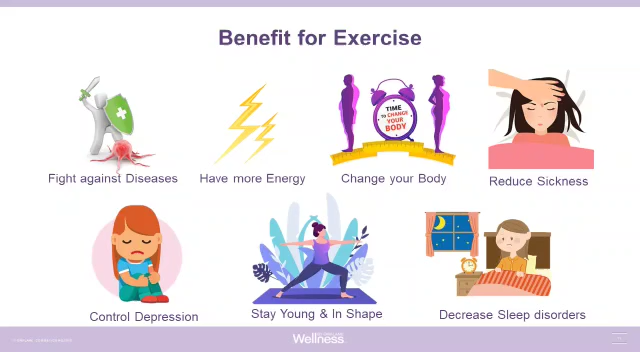 Benefit for Exercise
TIME
TO CHANGE
YOUR
BODY
Fight against Diseases
Have more Energy
Change your Body
Reduce Sickness
Control Depression
Stay Young & In Shape
Decrease Sleep disorders
Wellness